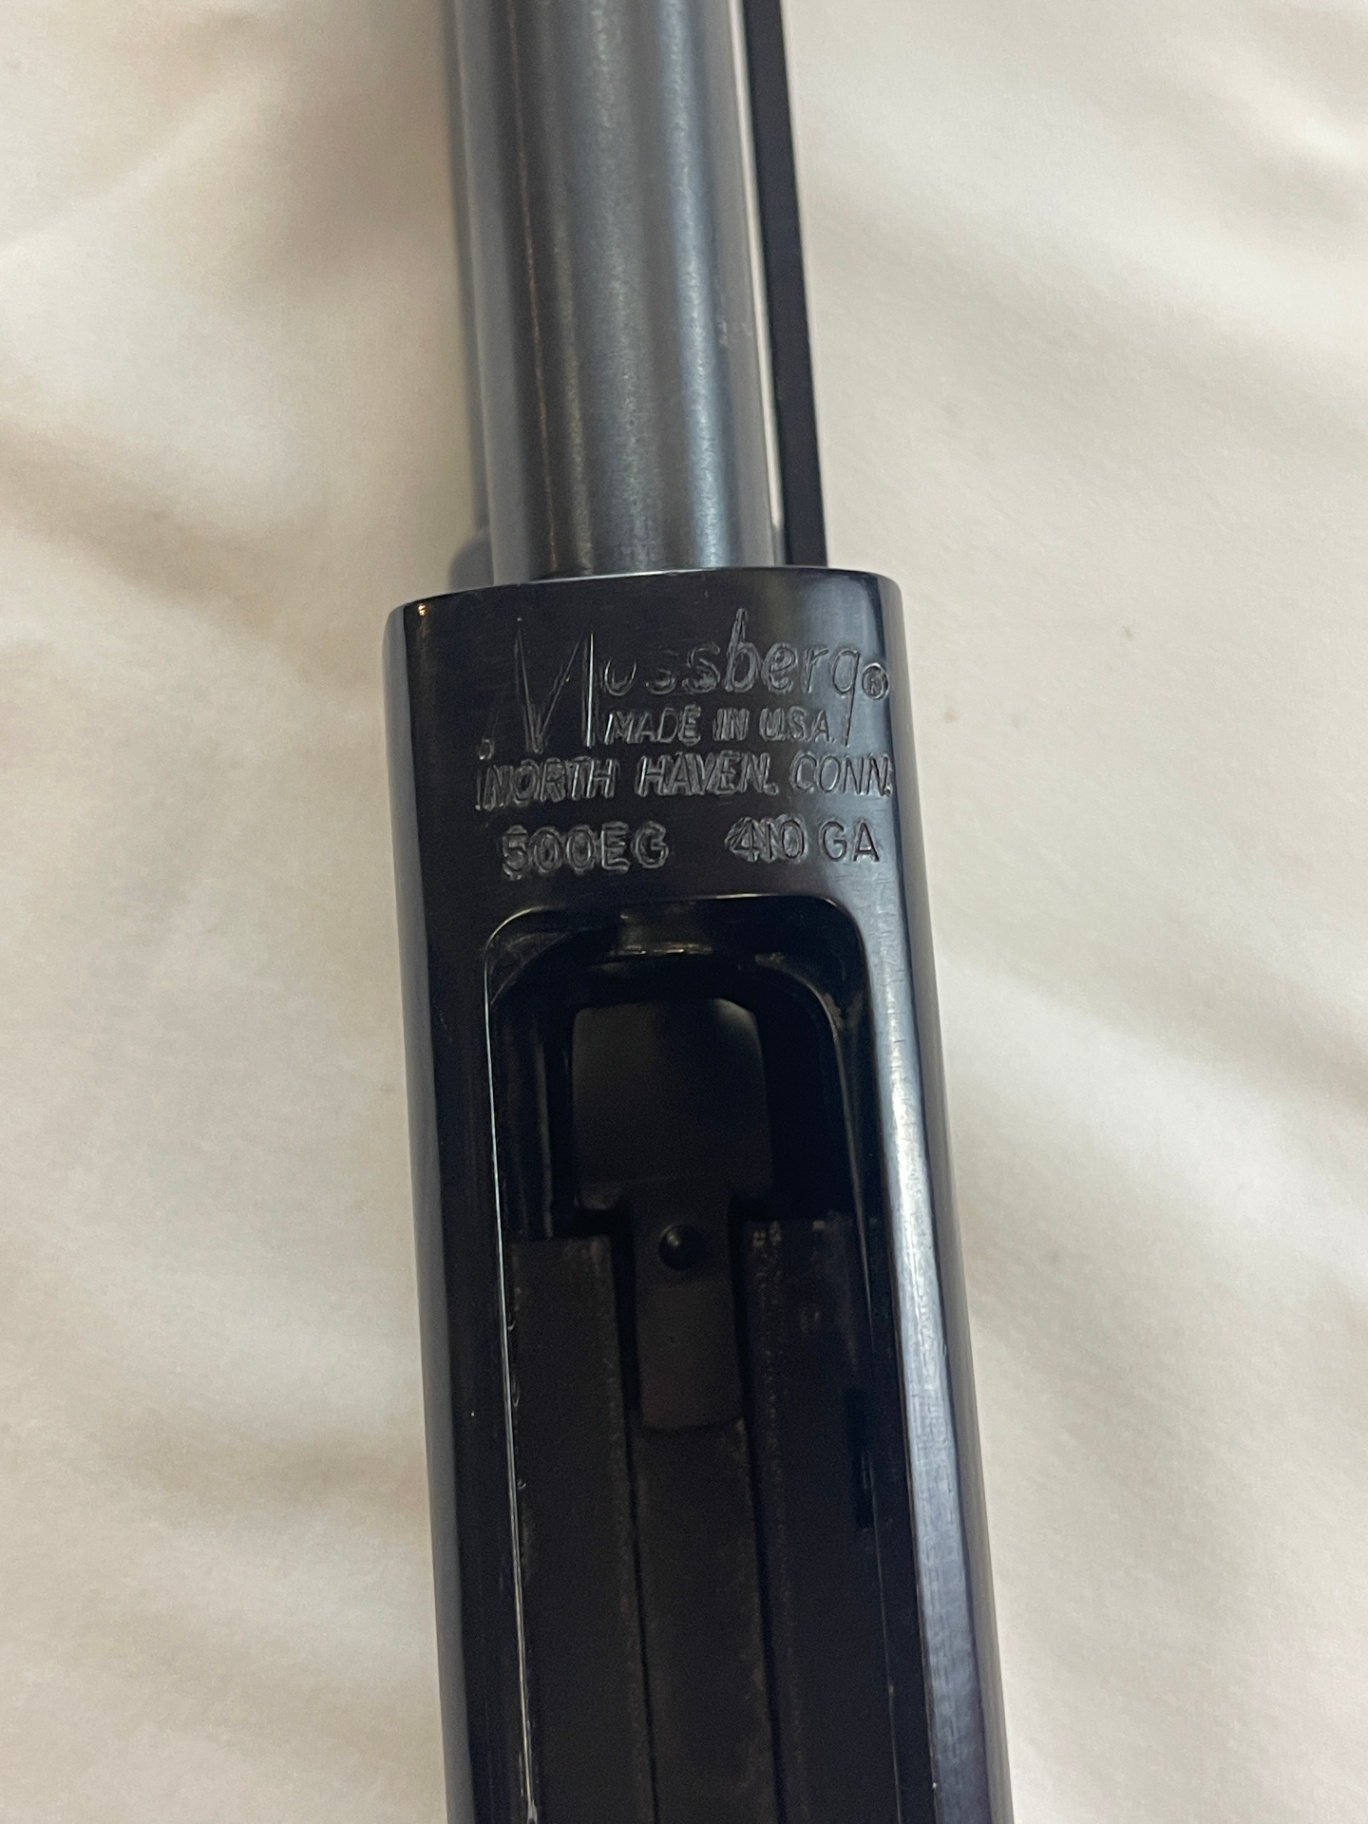 Mossberg®
MADE IN U.S.A.
NORTH HAVEN, CONN.
500EG 410 GA